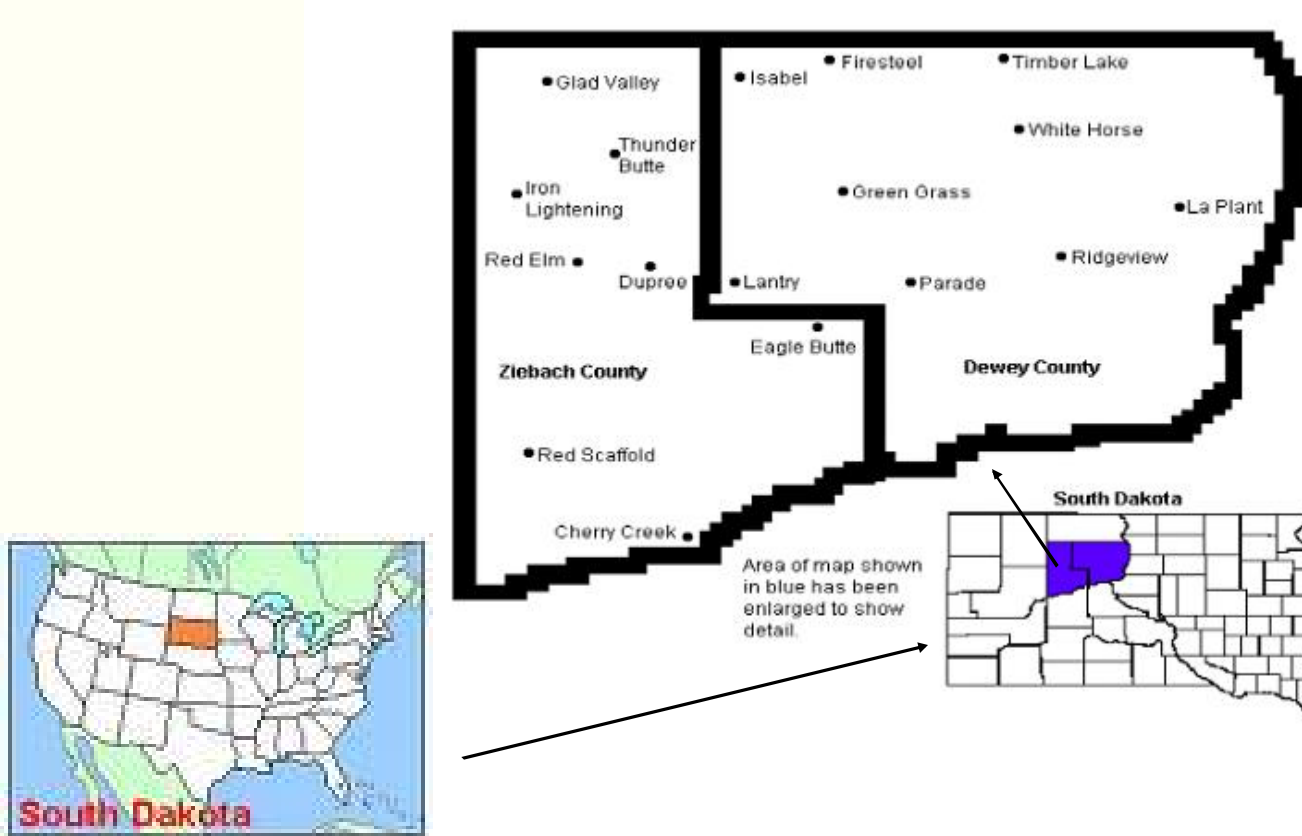 Firesteel
Timber Lake
Isabel
Glad Valley
White Horse
Thunder
Butte
Iron
Lightening
Green Grass
La Plant
Red Elm
Ridgeview
Dupree
Lantry
Parade
Eagle Butte
Ziebach County
Dewey County
Red Scaffold
Cherry Creek
South Dakota
Area of map shown
in blue has been
enlarged to show
detail.
South Dakota